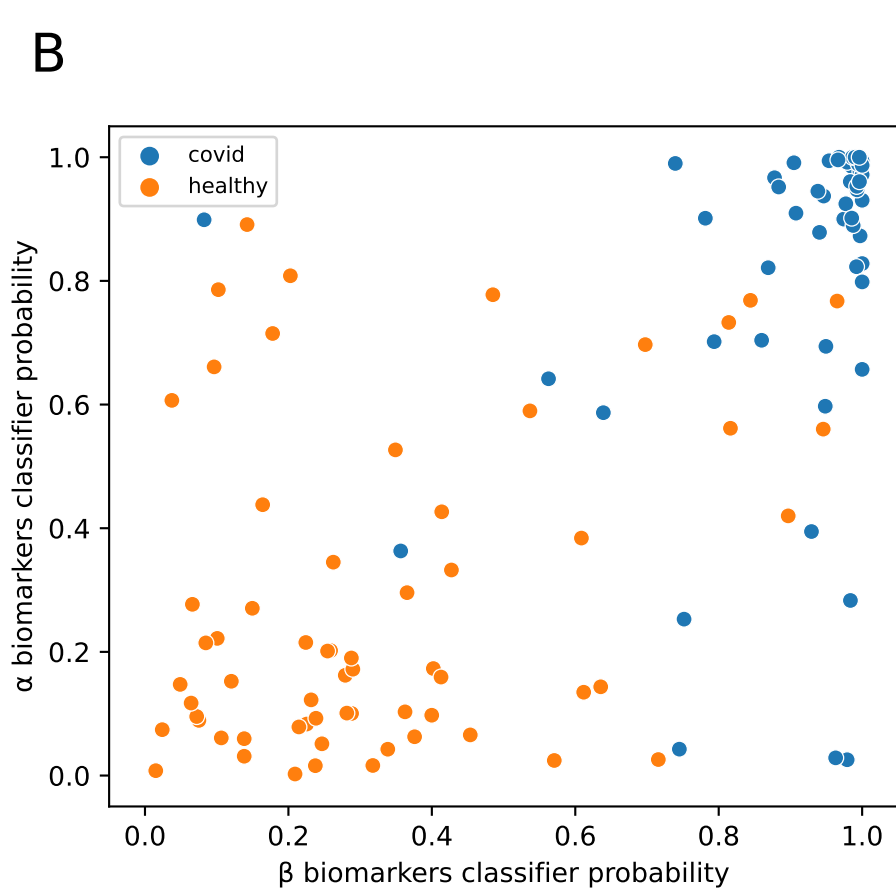 B
covid
healthy
α biomarkers classifier probability
1.0
0.8
0.6
0.4
0.2
0.0
0.0 0.2 0.4 0.6 0.8 1.0
β biomarkers classifier probability